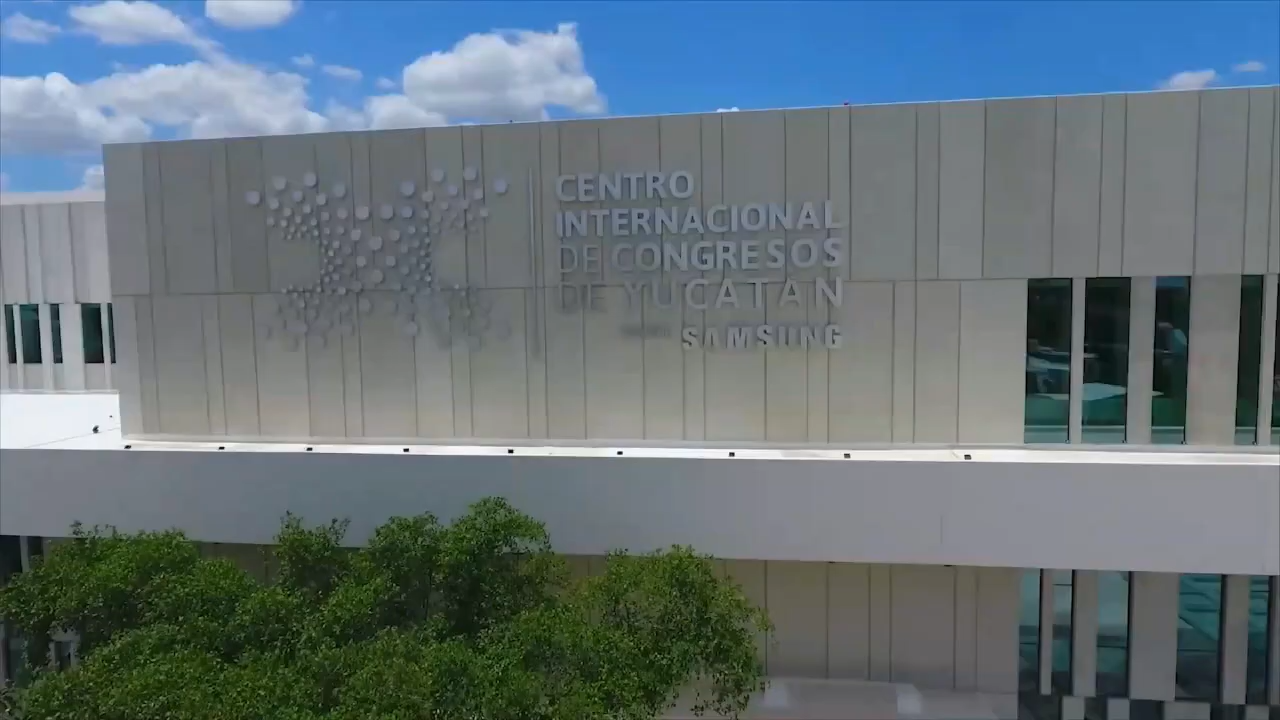 CENTRO
INTERNACIONAL
DE CONGRESOS
DE YUCATAN
SAMSUNG